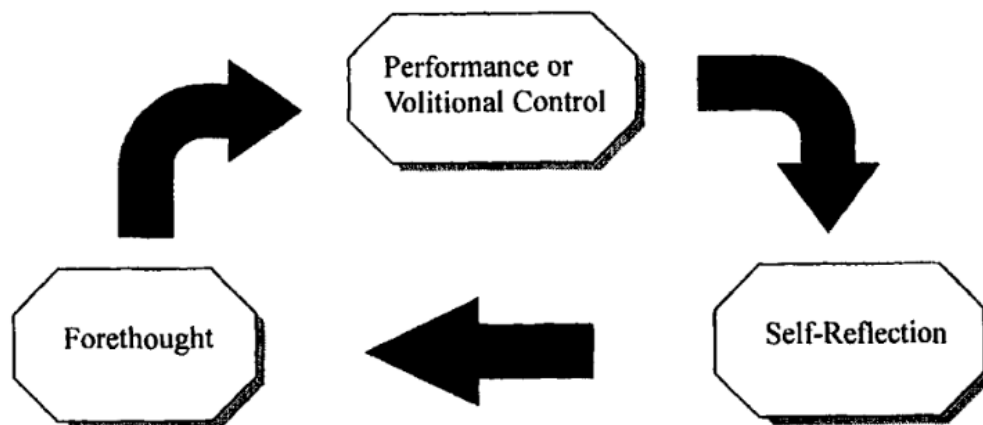 Performance or
Volitional Control
Forethought
Self-Reflection